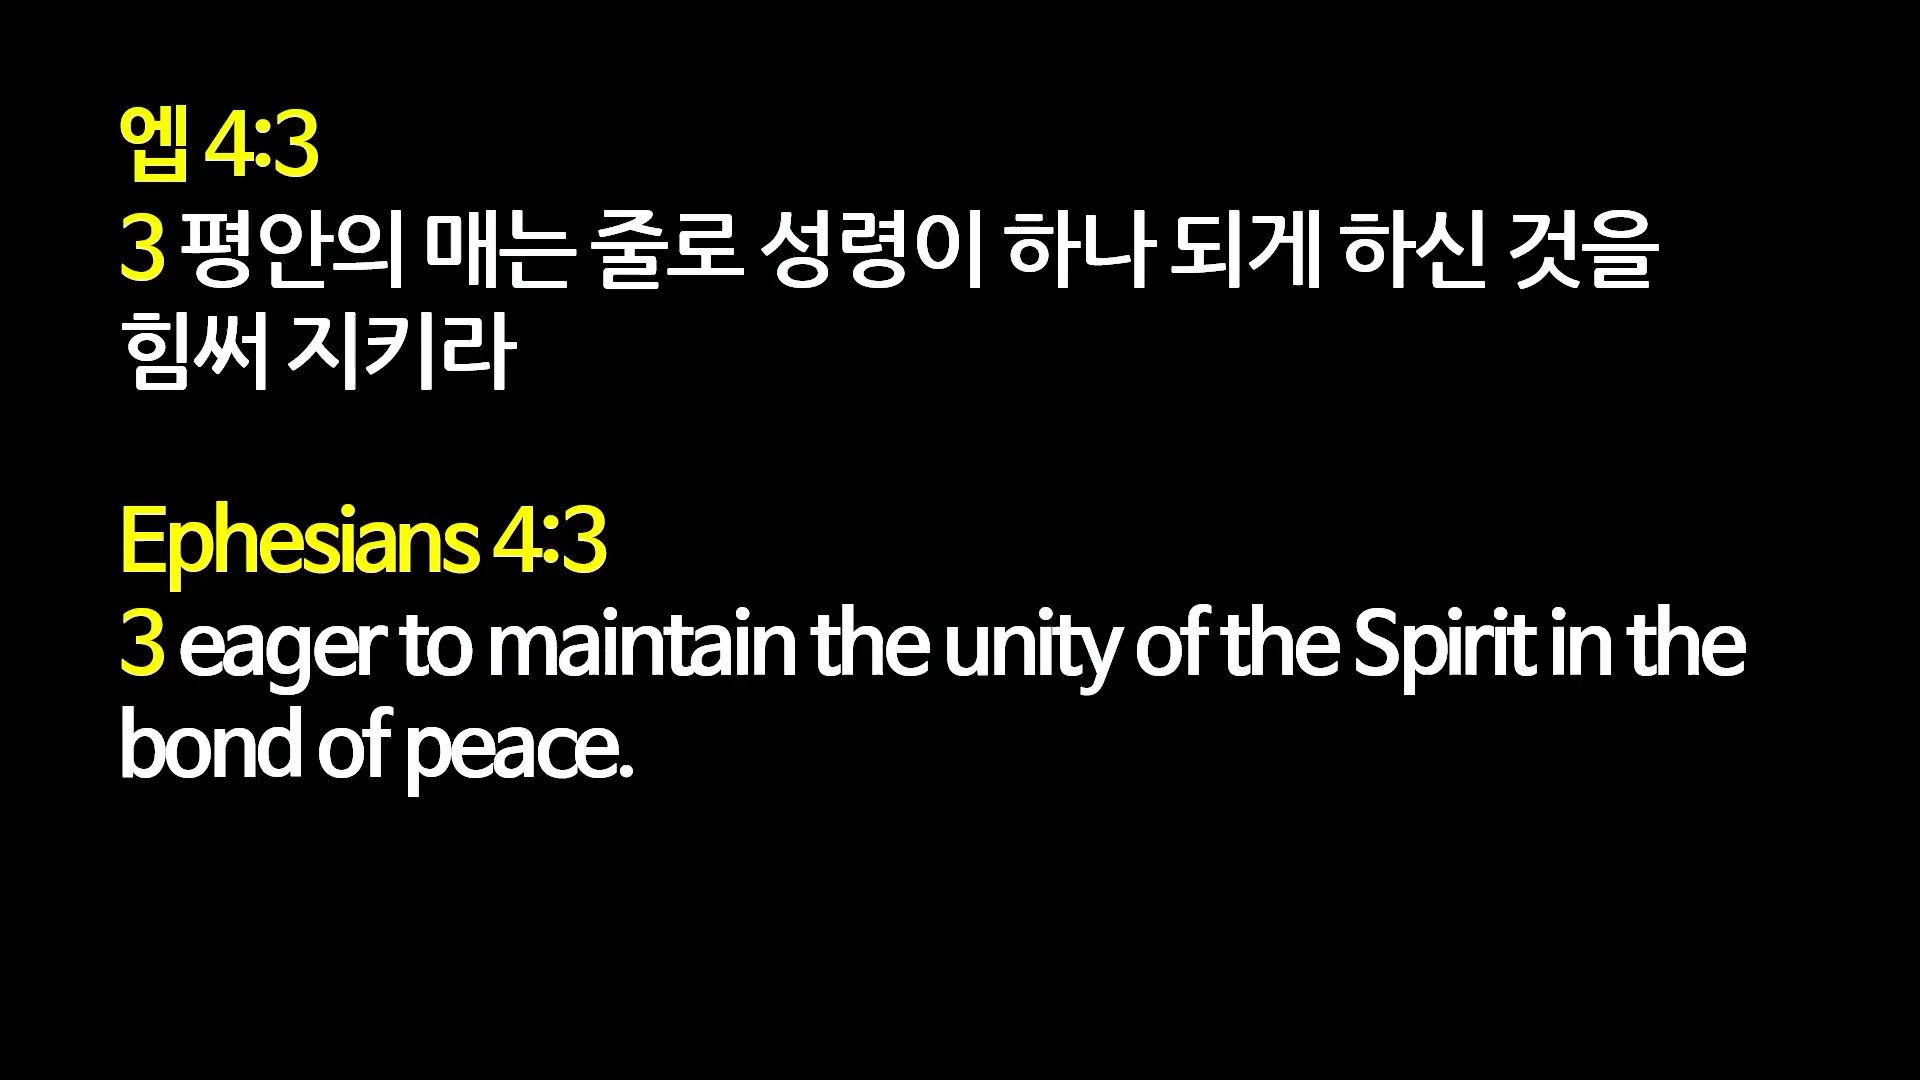 엡 4:3
3 평안의 매는 줄로 성령이 하나 되게 하신 것을
힘써 지키라
Ephesians 4:3
3 eager to maintain the unity of the Spirit in the
bond of peace.